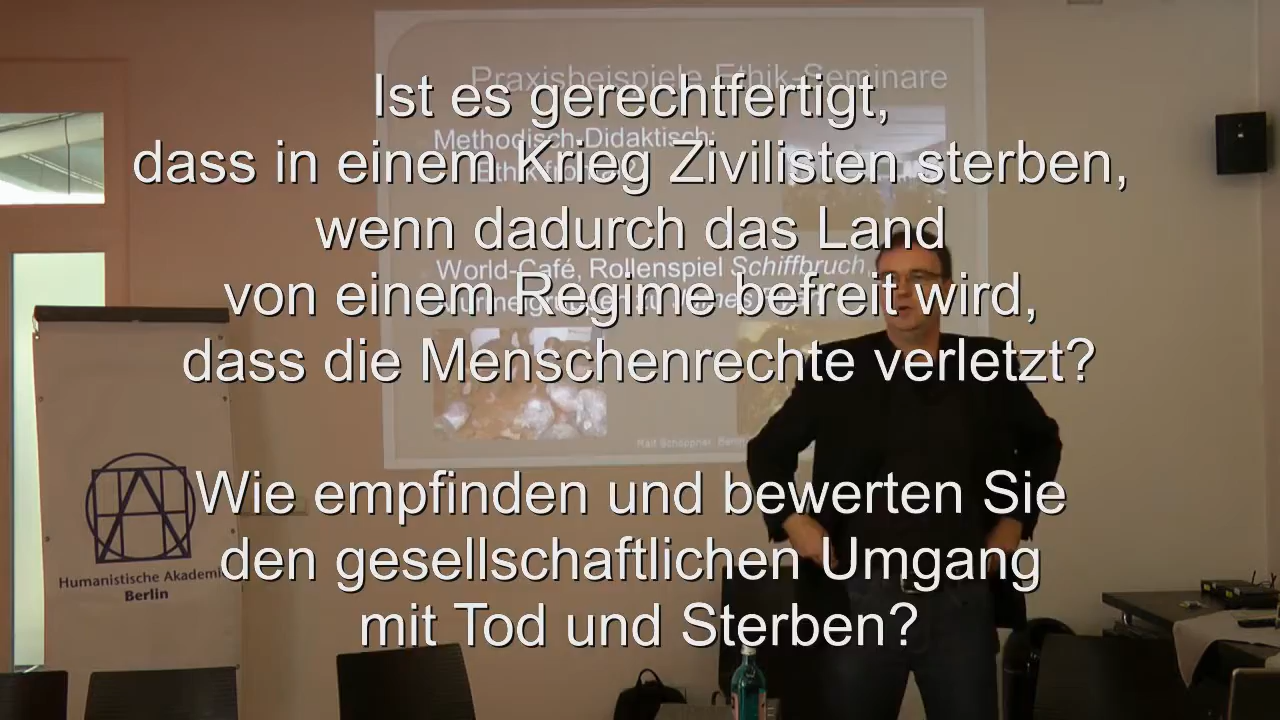 Praxisbeispiele Ethik-Seminare
Ist es gerechtfertigt,
Methodisch-Didaktisch:
dass in einem Krieg Zivilisten sterben,
wenn dadurch das Land
World-Café, Rollenspiel Schiffbruch,
von einem Regime befreit wird,
dass die Menschenrechte verletzt?
Wie empfinden und bewerten Sie
den gesellschaftlichen Umgang
mit Tod und Sterben?
Humanistische Akademi
Berlin